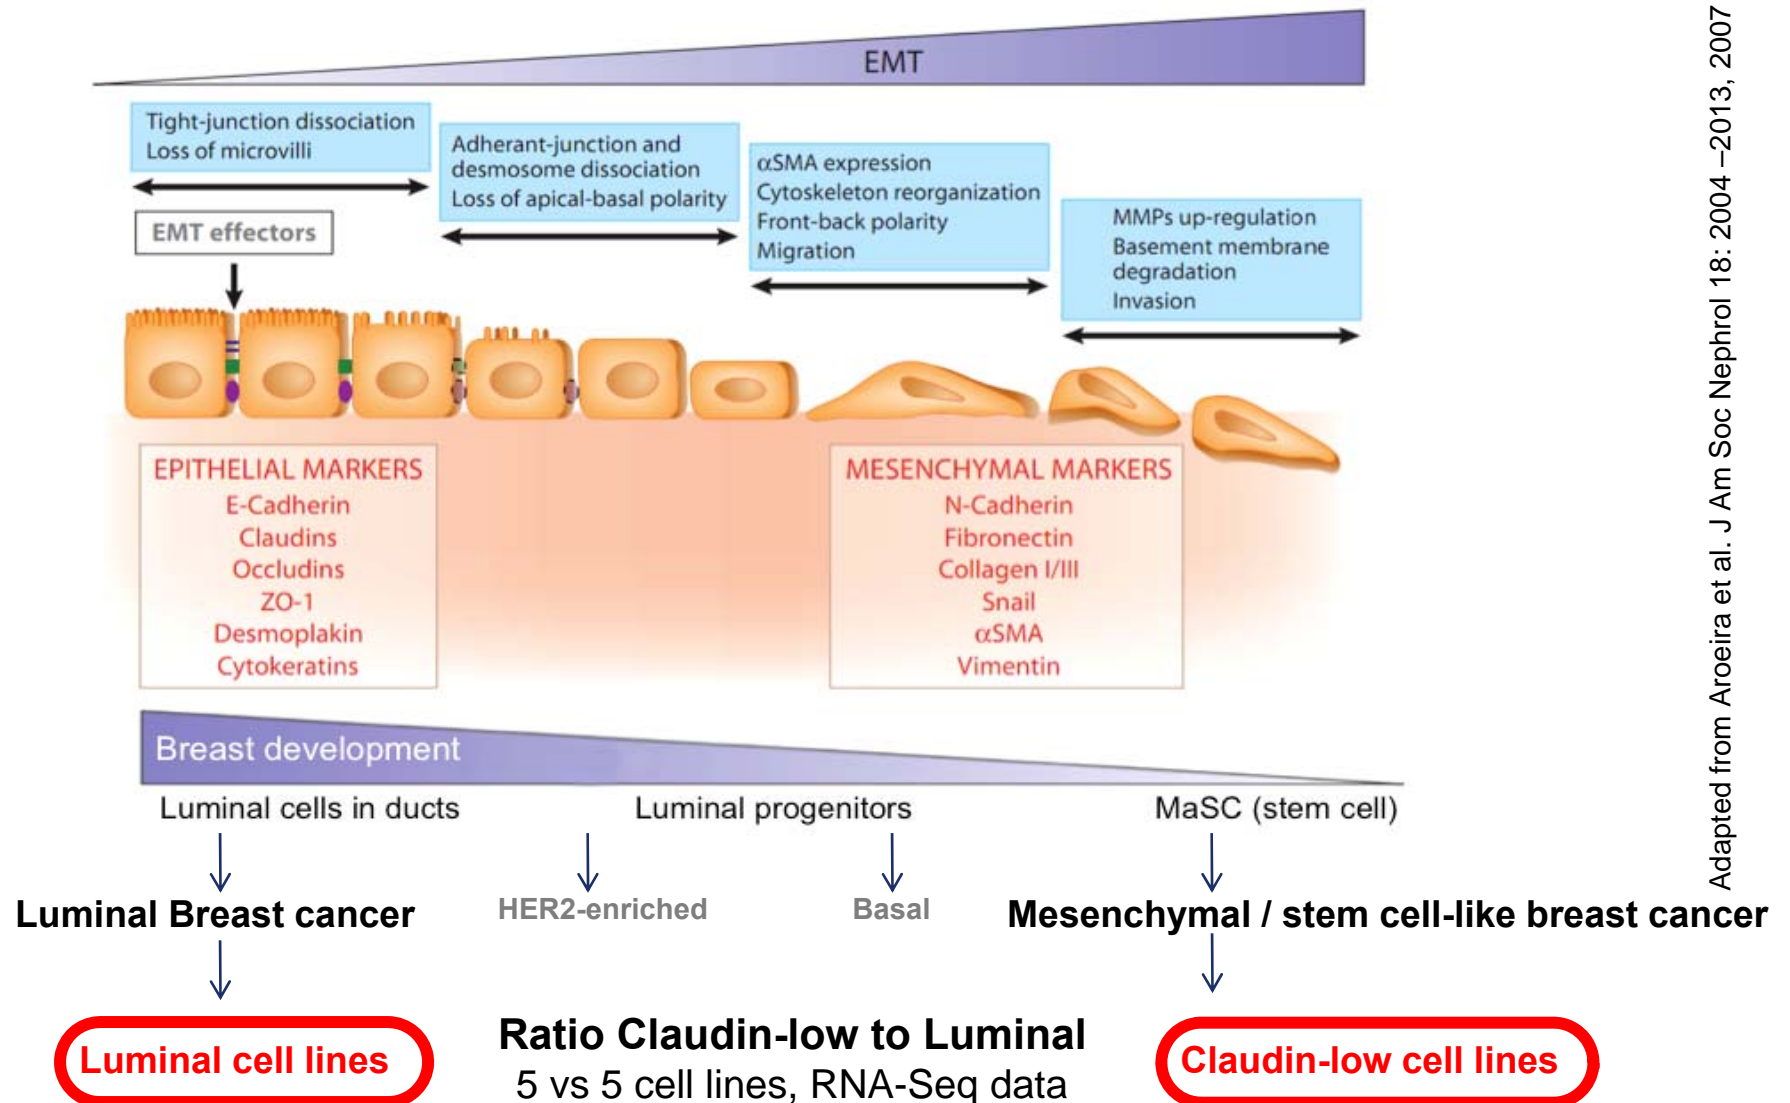 EMT
Tight-junction dissociation
Loss of microvilli
Adherant-junction and
desmosome dissociation
Loss of apical-basal polarity
αSMA expression
Cytoskeleton reorganization
Front-back polarity
Migration
MMPs up-regulation
Basement membrane
degradation
Invasion
EMT effectors
EPITHELIAL MARKERS
E-Cadherin
Claudins
Occludins
ZO-1
Desmoplakin
Cytokeratins
MESENCHYMAL MARKERS
N-Cadherin
Fibronectin
Collagen I/III
Snail
αSMA
Vimentin
Breast development
Luminal cells in ducts
Luminal progenitors
MaSC (stem cell)
Luminal Breast cancer
HER2-enriched
Basal
Mesenchymal / stem cell-like breast cancer
Luminal cell lines
Ratio Claudin-low to Luminal
5 vs 5 cell lines, RNA-Seq data
Claudin-low cell lines
Adapted from Aroeira et al. J Am Soc Nephrol 18: 2004 –2013, 2007